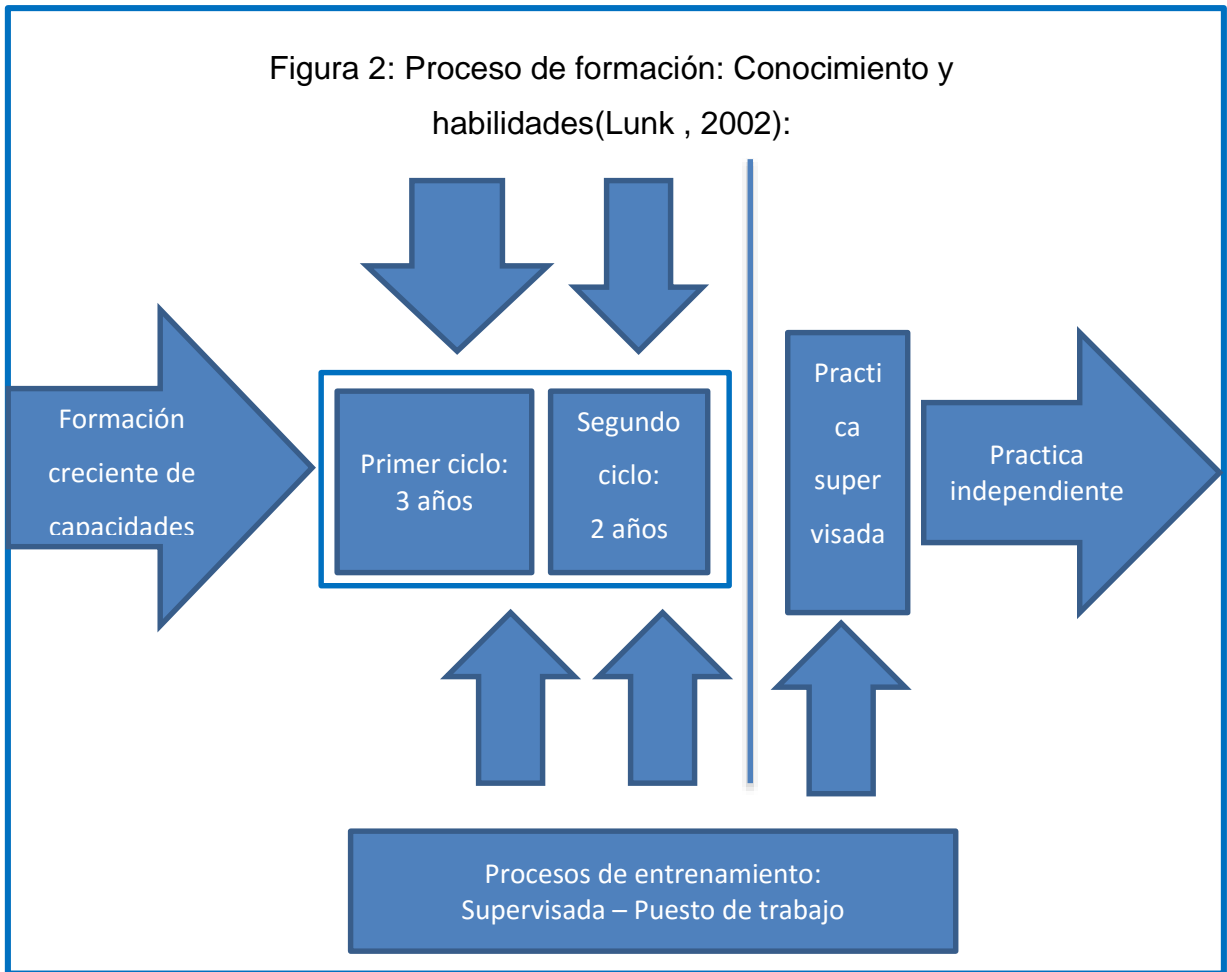 Figura 2: Proceso de formación: Conocimiento y
habilidades(Lunk , 2002):
Formación
creciente de
capacidades
Primer ciclo:
3 años
Segundo
ciclo:
2 años
Practi
ca
super
visada
Practica
independiente
Procesos de entrenamiento:
Supervisada – Puesto de trabajo